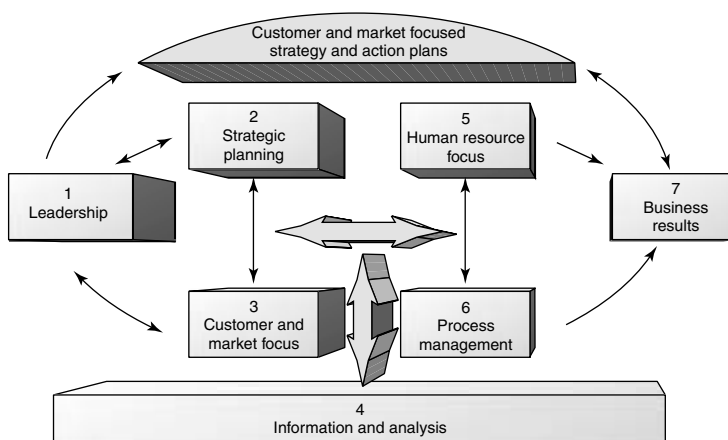 Customer and market focused
strategy and action plans
2
Strategic
planning
5
Human resource
focus
1
Leadership
7
Business
results
3
Customer and
market focus
6
Process
management
4
Information and analysis